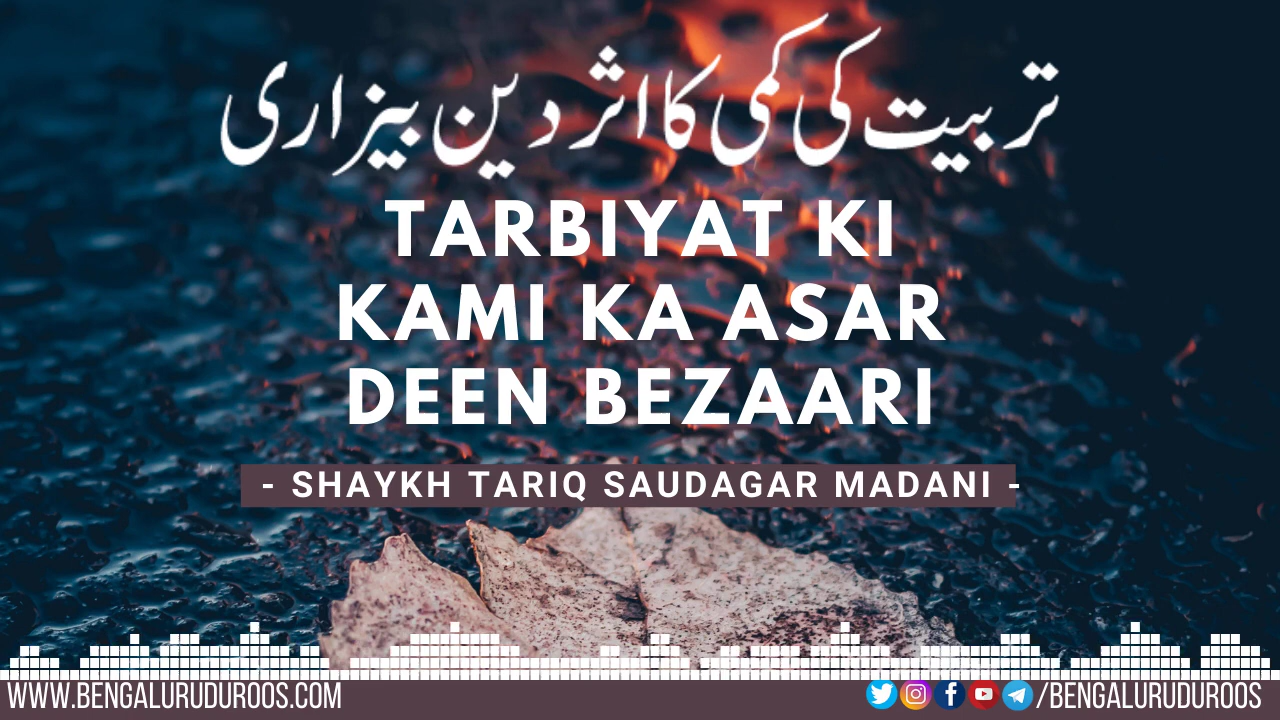 تربیت کی کمی کا اثر دین بیزاری
TARBIYAT KI
KAMI KA ASAR
DEEN BEZAARI
- SHAYKH TARIQ SAUDAGAR MADANI -
WWW.BENGALURUDUROOS.COM
/BENGALURUDUROOS